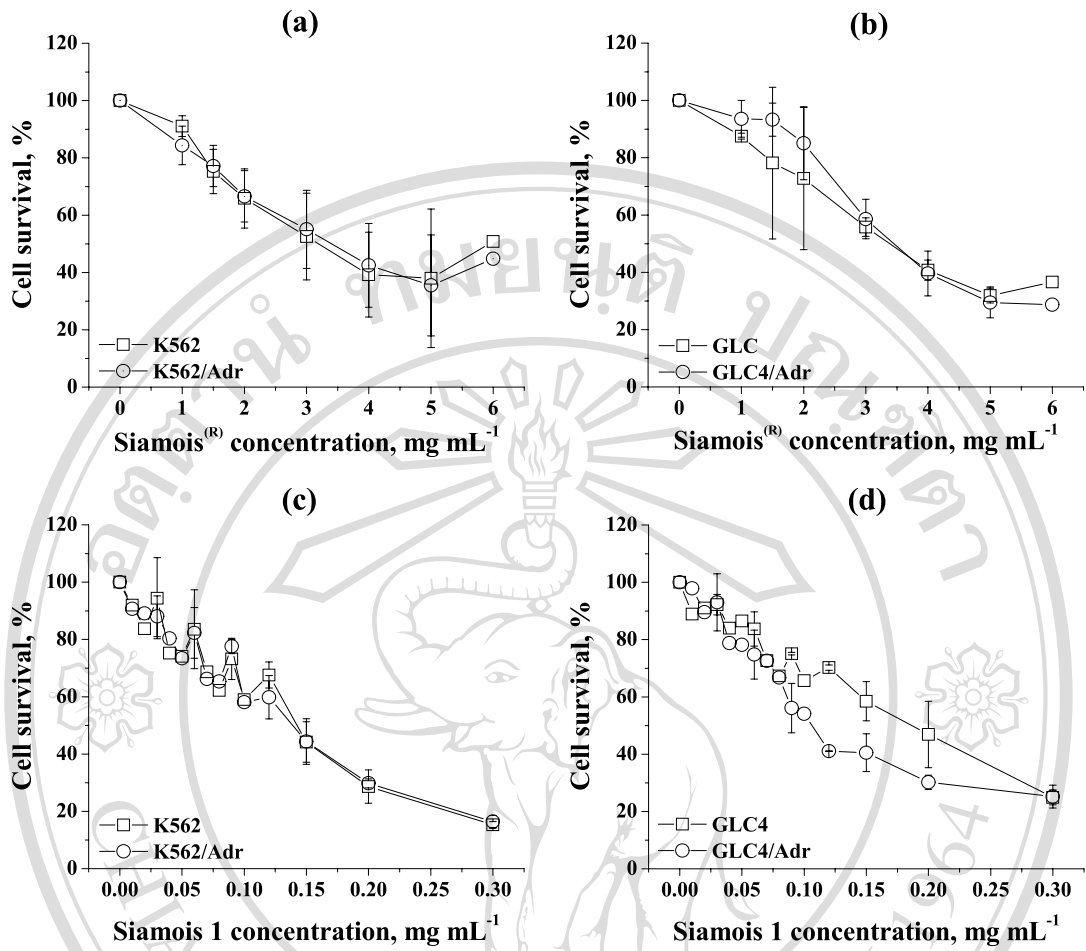 (a)
120
100
80
60
40
20
0
Cell survival, %
K562
K562/Adr
0 1 2 3 4 5 6
Siamois(R) concentration, mg mL-1
(b)
120
100
80
60
40
20
0
Cell survival, %
GLC
GLC4/Adr
0 1 2 3 4 5 6
Siamois(R) concentration, mg mL-1
(c)
120
100
80
60
40
20
0
Cell survival, %
K562
K562/Adr
0.00 0.05 0.10 0.15 0.20 0.25 0.30
Siamois 1 concentration, mg mL-1
(d)
120
100
80
60
40
20
0
Cell survival, %
GLC4
GLC4/Adr
0.00 0.05 0.10 0.15 0.20 0.25 0.30
Siamois 1 concentration, mg mL-1
1964